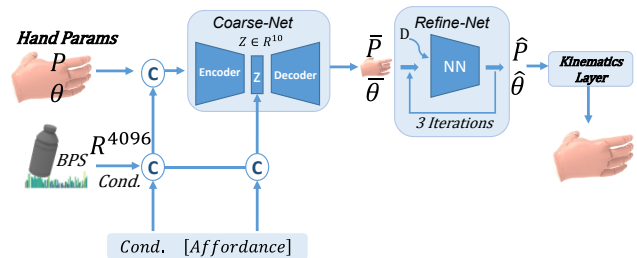 Hand Params
P
θ
C
Coarse-Net
Z ∈ R^10
Encoder
Z
Decoder
P̄
θ̄
Refine-Net
D
NN
3 Iterations
P̂
θ̂
Kinematics
Layer
BPS
R^4096
Cond.
C
C
Cond. [Affordance]